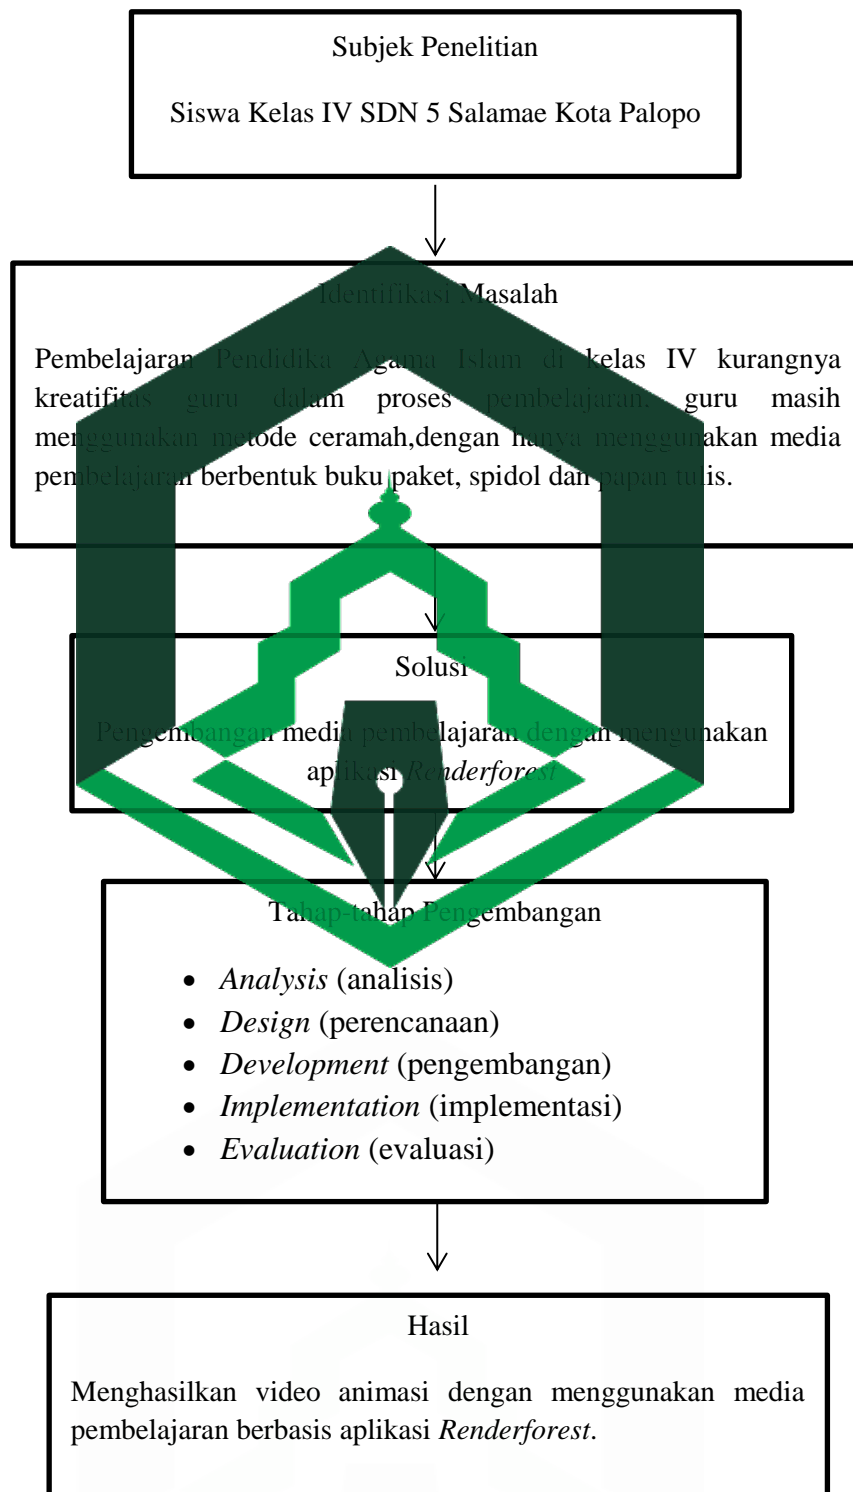 Subjek Penelitian
Siswa Kelas IV SDN 5 Salamae Kota Palopo
Identifikasi Masalah
Pembelajaran Pendidika Agama Islam di kelas IV kurangnya
kreatifitas guru dalam proses pembelajaran, guru masih
menggunakan metode ceramah,dengan hanya menggunakan media
pembelajaran berbentuk buku paket, spidol dan papan tulis.
Solusi
Pengembangan media pembelajaran dengan mengunakan
aplikasi Renderforest
Tahap-tahap Pengembangan
• Analysis (analisis)
• Design (perencanaan)
• Development (pengembangan)
• Implementation (implementasi)
• Evaluation (evaluasi)
Hasil
Menghasilkan video animasi dengan menggunakan media
pembelajaran berbasis aplikasi Renderforest.